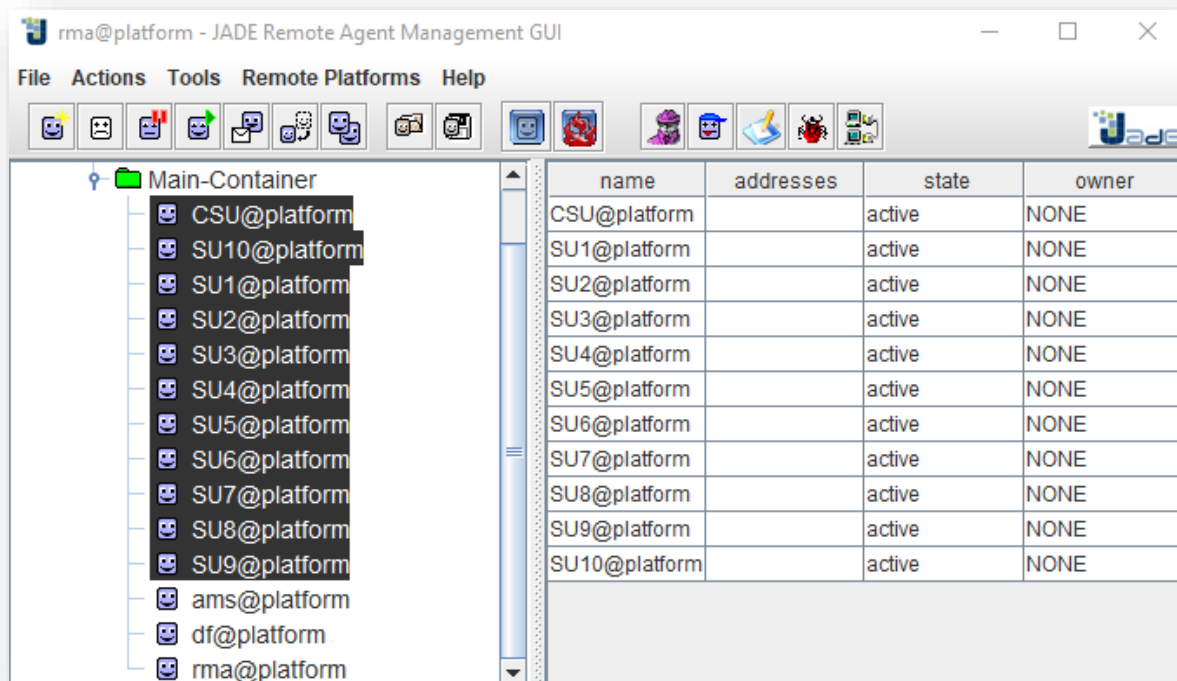 rma@platform - JADE Remote Agent Management GUI
File Actions Tools Remote Platforms Help
Jade
Main-Container
CSU@platform
SU10@platform
SU1@platform
SU2@platform
SU3@platform
SU4@platform
SU5@platform
SU6@platform
SU7@platform
SU8@platform
SU9@platform
ams@platform
df@platform
rma@platform
name addresses state owner
CSU@platform active NONE
SU1@platform active NONE
SU2@platform active NONE
SU3@platform active NONE
SU4@platform active NONE
SU5@platform active NONE
SU6@platform active NONE
SU7@platform active NONE
SU8@platform active NONE
SU9@platform active NONE
SU10@platform active NONE